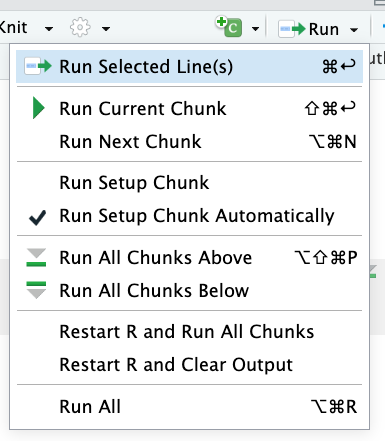 Knit Run
Run Selected Line(s) ⌘↩
Run Current Chunk ⇧⌘↩
Run Next Chunk ⌥⌘N
Run Setup Chunk
Run Setup Chunk Automatically
Run All Chunks Above ⌥⇧⌘P
Run All Chunks Below
Restart R and Run All Chunks
Restart R and Clear Output
Run All ⌥⌘R